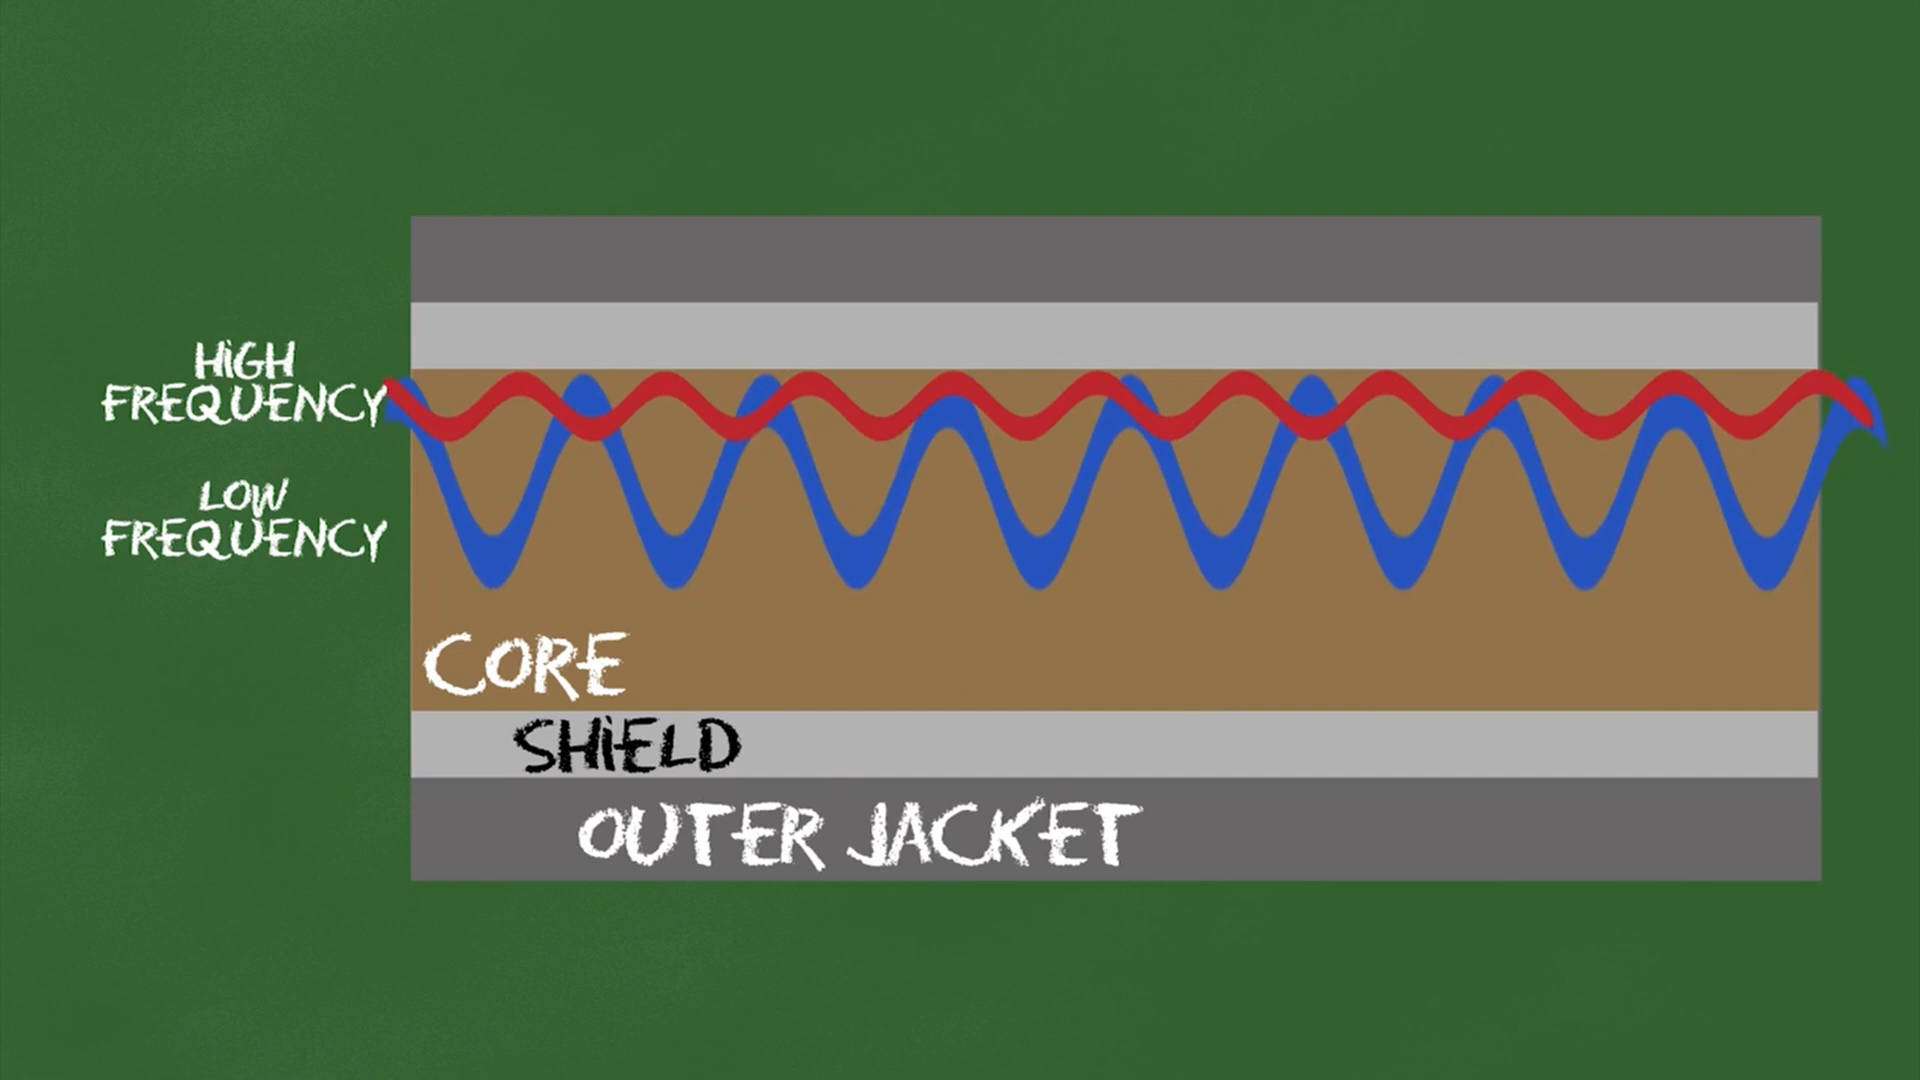 HiGH
FREQUENCY
LOW
FREQUENCY
CORE
SHiELD
OUTER JACKET